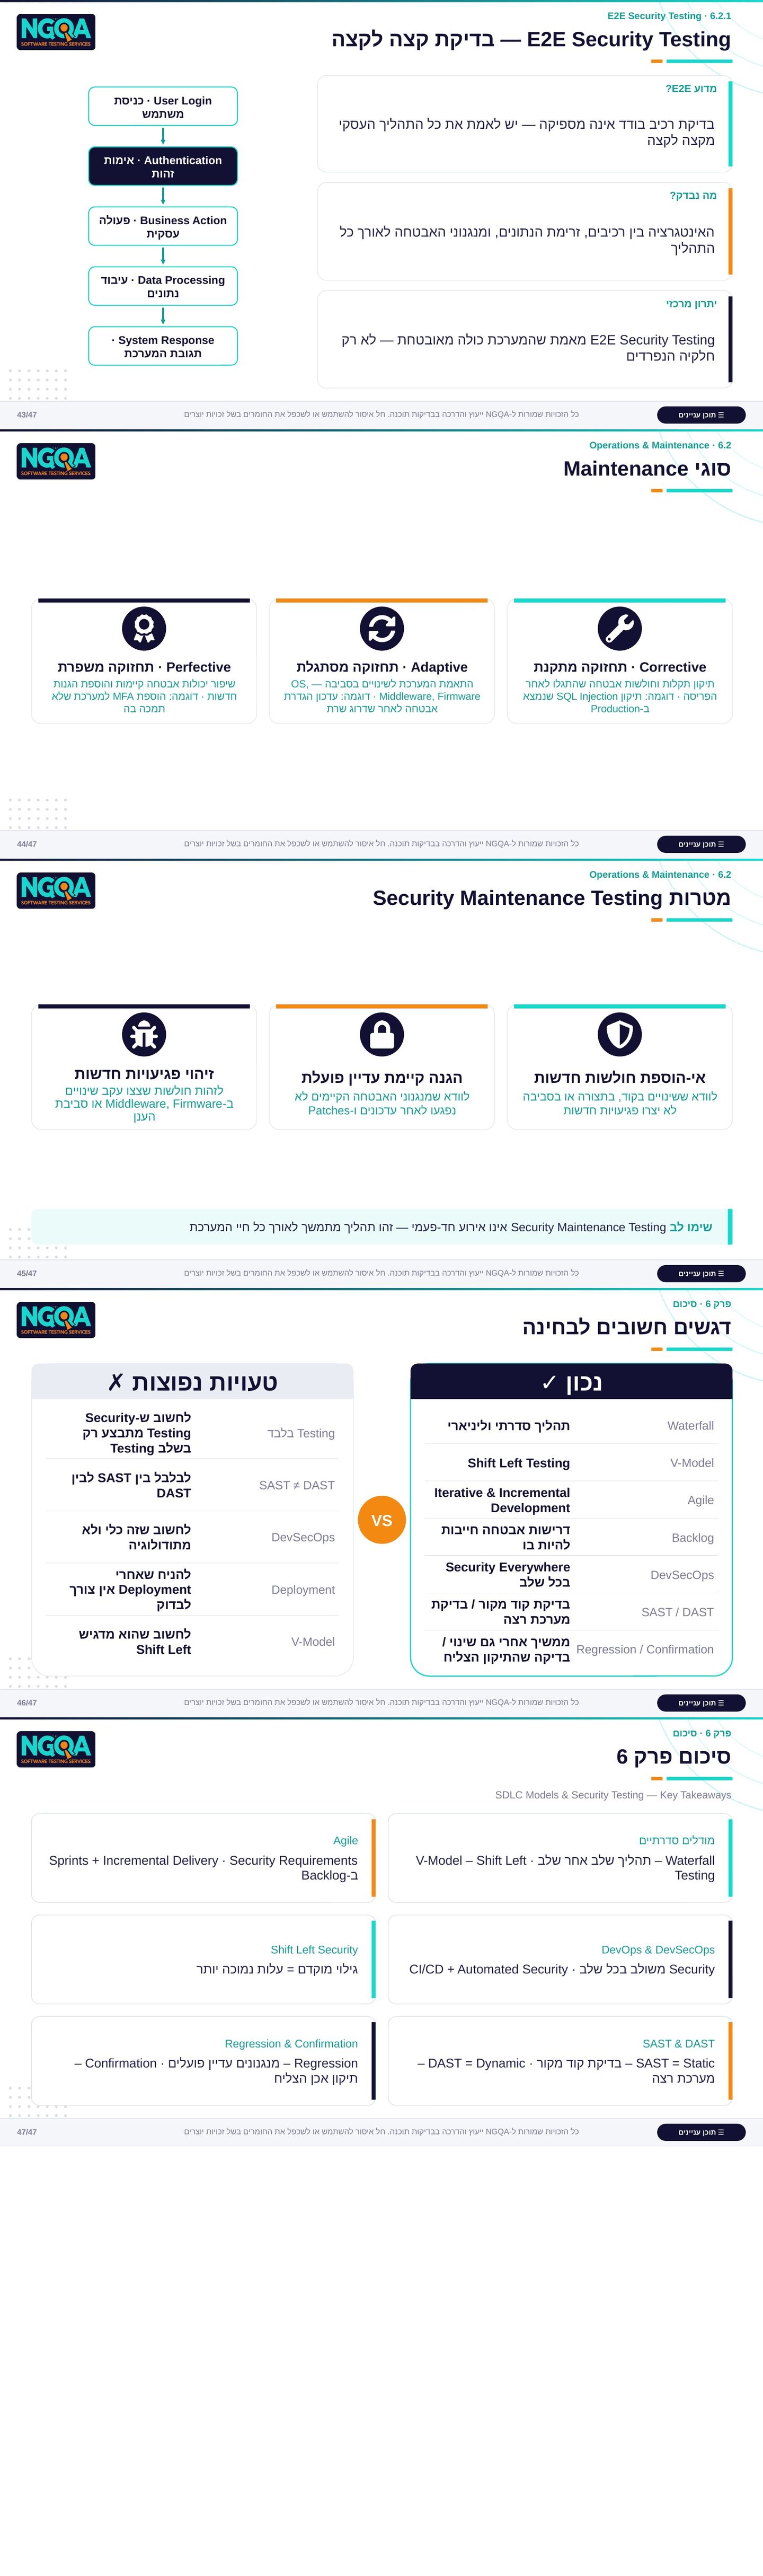 E2E Security Testing · 6.2.1
NGQA
SOFTWARE TESTING SERVICES
E2E Security Testing — בדיקת קצה לקצה
מדוע E2E?
בדיקת רכיב בודד אינה מספיקה — יש לאמת את כל התהליך העסקי
מקצה לקצה
מה נבדק?
האינטגרציה בין רכיבים, זרימת הנתונים, ומנגנוני האבטחה לאורך כל
התהליך
יתרון מרכזי
E2E Security Testing מאמת שהמערכת כולה מאובטחת — לא רק
חלקיה הנפרדים
User Login · כניסת
משתמש
Authentication · אימות
זהות
Business Action · פעולה
עסקית
Data Processing · עיבוד
נתונים
System Response ·
תגובת המערכת
☰ תוכן עניינים
כל הזכויות שמורות ל-NGQA ייעוץ והדרכה בבדיקות תוכנה. חל איסור להשתמש או לשכפל את החומרים בשל זכויות יוצרים
43/47
Operations & Maintenance · 6.2
NGQA
SOFTWARE TESTING SERVICES
סוגי Maintenance
Corrective · תחזוקה מתקנת
תיקון תקלות וחולשות אבטחה שהתגלו לאחר
הפריסה · דוגמה: תיקון SQL Injection שנמצא
ב-Production
Adaptive · תחזוקה מסתגלת
התאמת המערכת לשינויים בסביבה — OS,
Middleware, Firmware · דוגמה: עדכון הגדרת
אבטחה לאחר שדרוג שרת
Perfective · תחזוקה משפרת
שיפור יכולות אבטחה קיימות והוספת הגנות
חדשות · דוגמה: הוספת MFA למערכת שלא
תמכה בה
☰ תוכן עניינים
כל הזכויות שמורות ל-NGQA ייעוץ והדרכה בבדיקות תוכנה. חל איסור להשתמש או לשכפל את החומרים בשל זכויות יוצרים
44/47
Operations & Maintenance · 6.2
NGQA
SOFTWARE TESTING SERVICES
מטרות Security Maintenance Testing
אי-הוספת חולשות חדשות
לוודא ששינויים בקוד, בתצורה או בסביבה
לא יצרו פגיעויות חדשות
הגנה קיימת עדיין פועלת
לוודא שמנגנוני האבטחה הקיימים לא
נפגעו לאחר עדכונים ו-Patches
זיהוי פגיעויות חדשות
לזהות חולשות שצצו עקב שינויים
ב-Middleware, Firmware או סביבת
הענן
שימו לב Security Maintenance Testing אינו אירוע חד-פעמי — זהו תהליך מתמשך לאורך כל חיי המערכת
☰ תוכן עניינים
כל הזכויות שמורות ל-NGQA ייעוץ והדרכה בבדיקות תוכנה. חל איסור להשתמש או לשכפל את החומרים בשל זכויות יוצרים
45/47
פרק 6 · סיכום
NGQA
SOFTWARE TESTING SERVICES
דגשים חשובים לבחינה
נכון ✓
Waterfall
תהליך סדרתי וליניארי
V-Model
Shift Left Testing
Agile
Iterative & Incremental
Development
Backlog
דרישות אבטחה חייבות
להיות בו
DevSecOps
Security Everywhere
בכל שלב
SAST / DAST
בדיקת קוד מקור / בדיקת
מערכת רצה
Regression / Confirmation
ממשיך אחרי גם שינוי /
בדיקה שהתיקון הצליח
VS
טעויות נפוצות ✗
Testing בלבד
לחשוב ש-Security
Testing מתבצע רק
בשלב Testing
SAST ≠ DAST
לבלבל בין SAST לבין
DAST
DevSecOps
לחשוב שזה כלי ולא
מתודולוגיה
Deployment
להניח שאחרי
Deployment אין צורך
לבדוק
V-Model
לחשוב שהוא מדגיש
Shift Left
☰ תוכן עניינים
כל הזכויות שמורות ל-NGQA ייעוץ והדרכה בבדיקות תוכנה. חל איסור להשתמש או לשכפל את החומרים בשל זכויות יוצרים
46/47
פרק 6 · סיכום
NGQA
SOFTWARE TESTING SERVICES
סיכום פרק 6
SDLC Models & Security Testing — Key Takeaways
מודלים סדרתיים
Waterfall – תהליך שלב אחר שלב · V-Model – Shift Left
Testing
Agile
Sprints + Incremental Delivery · Security Requirements
ב-Backlog
DevOps & DevSecOps
Security משולב בכל שלב · CI/CD + Automated Security
Shift Left Security
גילוי מוקדם = עלות נמוכה יותר
SAST & DAST
SAST = Static – בדיקת קוד מקור · DAST = Dynamic –
מערכת רצה
Regression & Confirmation
Regression – מנגנונים עדיין פועלים · Confirmation –
תיקון אכן הצליח
☰ תוכן עניינים
כל הזכויות שמורות ל-NGQA ייעוץ והדרכה בבדיקות תוכנה. חל איסור להשתמש או לשכפל את החומרים בשל זכויות יוצרים
47/47